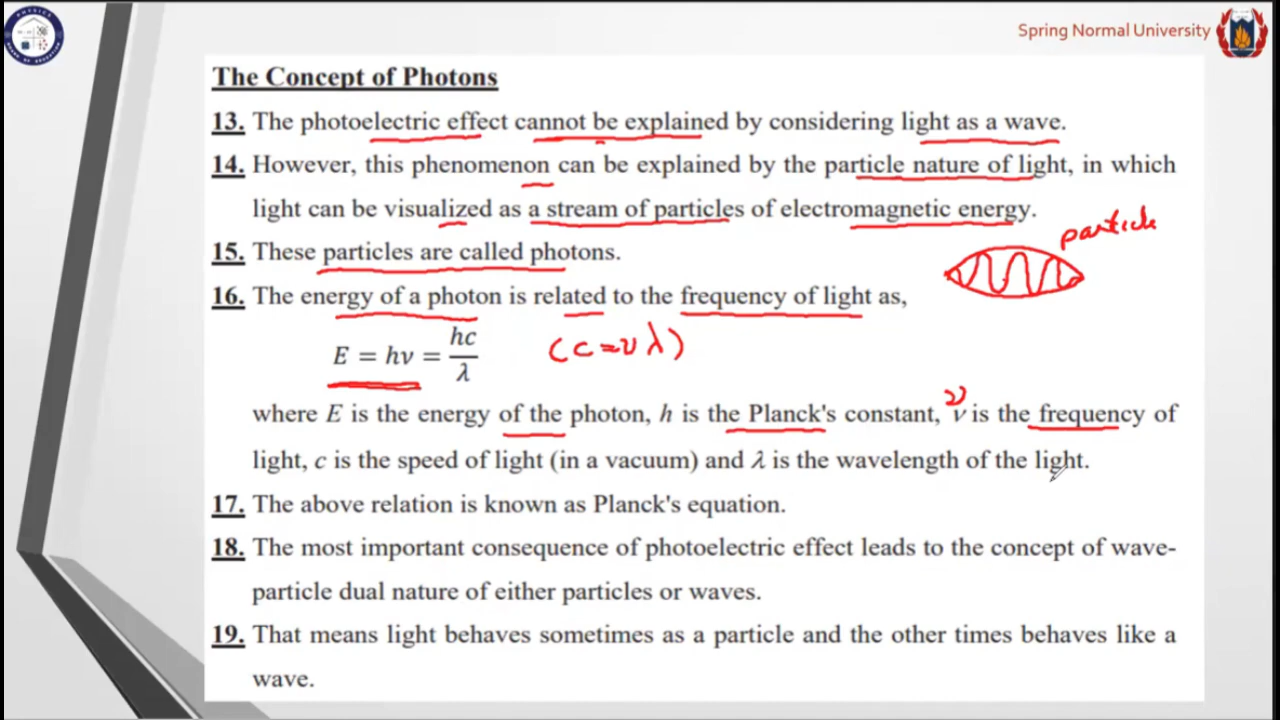 Spring Normal University
The Concept of Photons
13. The photoelectric effect cannot be explained by considering light as a wave.
14. However, this phenomenon can be explained by the particle nature of light, in which
light can be visualized as a stream of particles of electromagnetic energy.
particle
15. These particles are called photons.
16. The energy of a photon is related to the frequency of light as,
E = hν = hc/λ (c=νλ)
ν
where E is the energy of the photon, h is the Planck's constant, ν is the frequency of
light, c is the speed of light (in a vacuum) and λ is the wavelength of the light.
17. The above relation is known as Planck's equation.
18. The most important consequence of photoelectric effect leads to the concept of wave-
particle dual nature of either particles or waves.
19. That means light behaves sometimes as a particle and the other times behaves like a
wave.